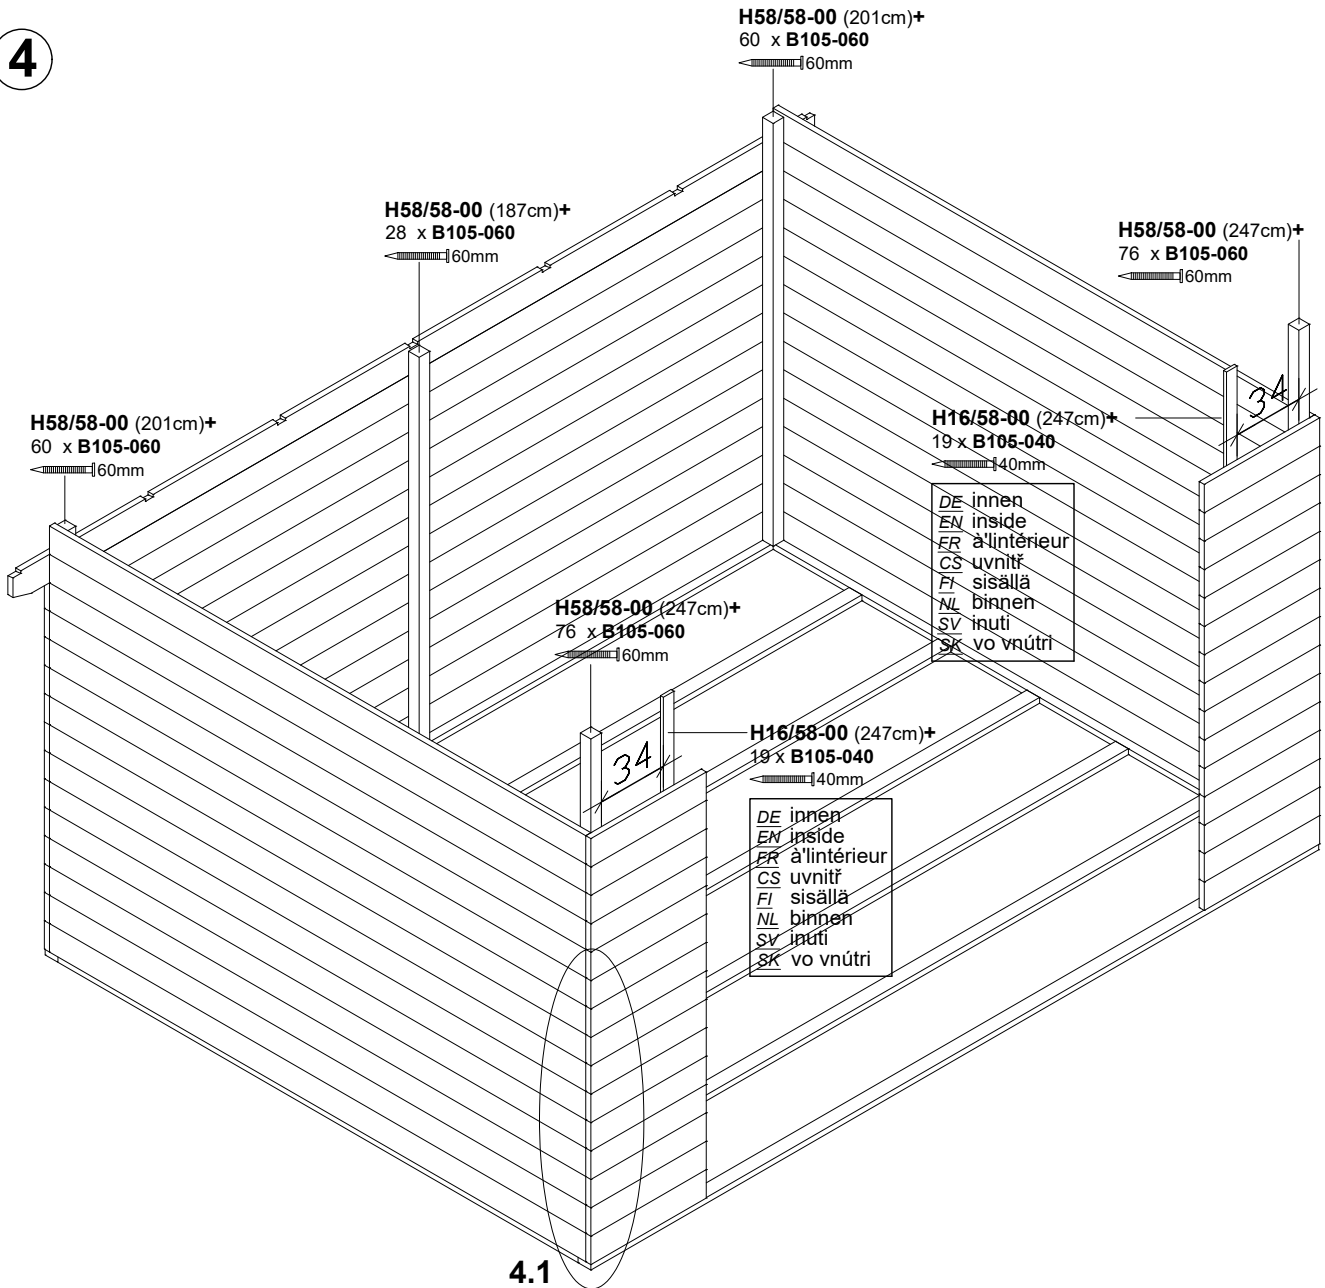 4
H58/58-00 (201cm)+
60 x B105-060
60mm
H58/58-00 (187cm)+
28 x B105-060
60mm
H58/58-00 (247cm)+
76 x B105-060
60mm
H58/58-00 (201cm)+
60 x B105-060
60mm
34
H16/58-00 (247cm)+
19 x B105-040
40mm
DE innen
EN inside
FR à'lintérieur
CS uvnitř
FI sisällä
NL binnen
SV inuti
SK vo vnútri
H58/58-00 (247cm)+
76 x B105-060
60mm
34
H16/58-00 (247cm)+
19 x B105-040
40mm
DE innen
EN inside
FR à'lintérieur
CS uvnitř
FI sisällä
NL binnen
SV inuti
SK vo vnútri
4.1